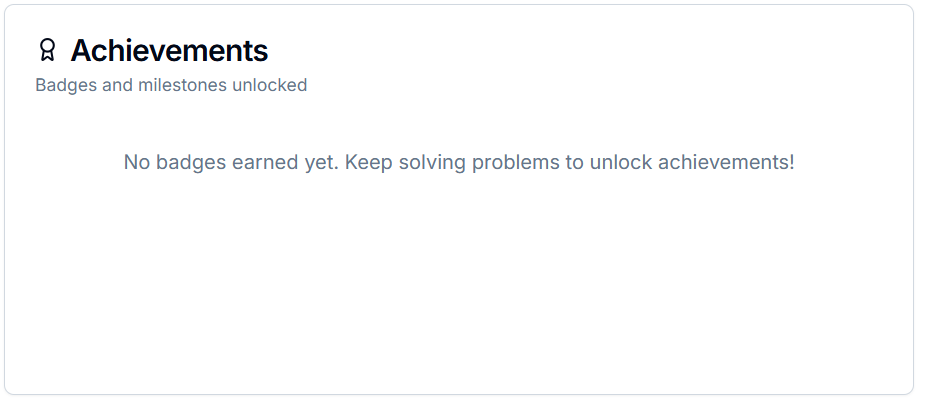 Achievements
Badges and milestones unlocked
No badges earned yet. Keep solving problems to unlock achievements!